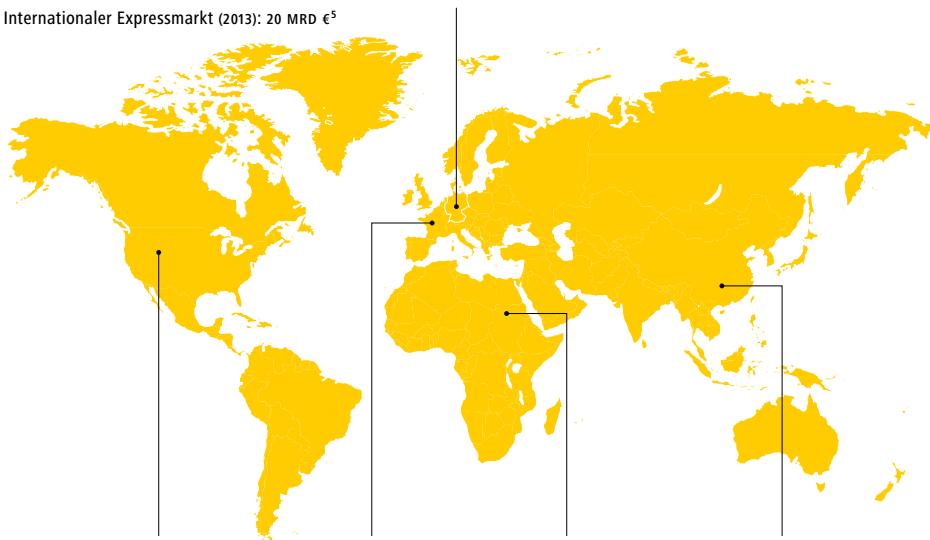 Internationaler Expressmarkt (2013): 20 MRD €⁵